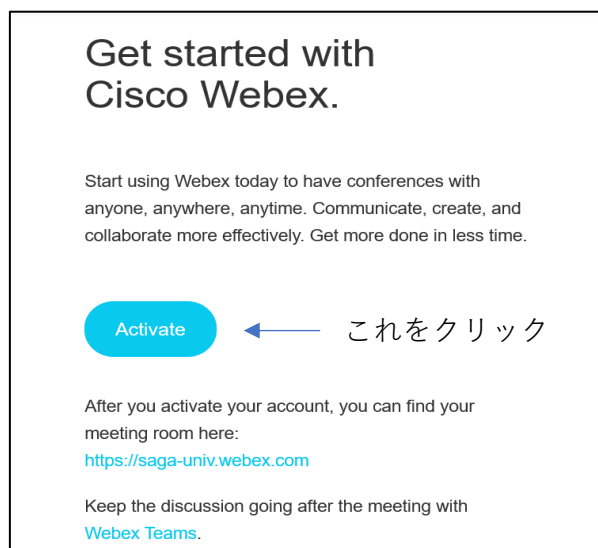 Get started with
Cisco Webex.
Start using Webex today to have conferences with
anyone, anywhere, anytime. Communicate, create, and
collaborate more effectively. Get more done in less time.
Activate
これをクリック
After you activate your account, you can find your
meeting room here:
https://saga-univ.webex.com
Keep the discussion going after the meeting with
Webex Teams.